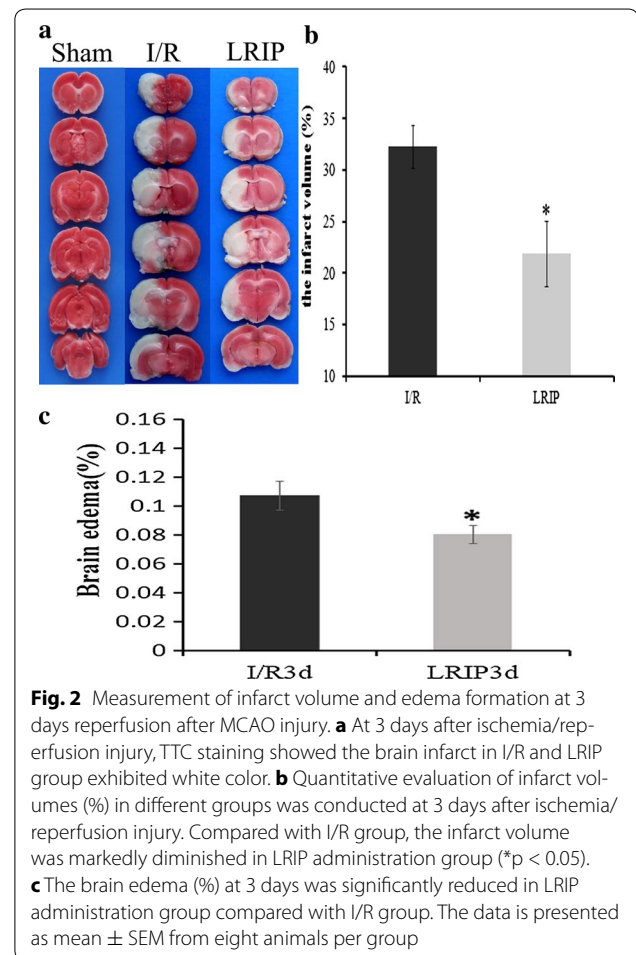 a
Sham I/R LRIP
b
the infarct volume (%)
40
35
30
25
20
15
10
*
I/R LRIP
c
Brain edema(%)
0.16
0.14
0.12
0.1
0.08
0.06
0.04
0.02
0
*
I/R3d LRIP3d
Fig. 2 Measurement of infarct volume and edema formation at 3
days reperfusion after MCAO injury. a At 3 days after ischemia/rep-
erfusion injury, TTC staining showed the brain infarct in I/R and LRIP
group exhibited white color. b Quantitative evaluation of infarct vol-
umes (%) in different groups was conducted at 3 days after ischemia/
reperfusion injury. Compared with I/R group, the infarct volume
was markedly diminished in LRIP administration group (*p < 0.05).
c The brain edema (%) at 3 days was significantly reduced in LRIP
administration group compared with I/R group. The data is presented
as mean ± SEM from eight animals per group